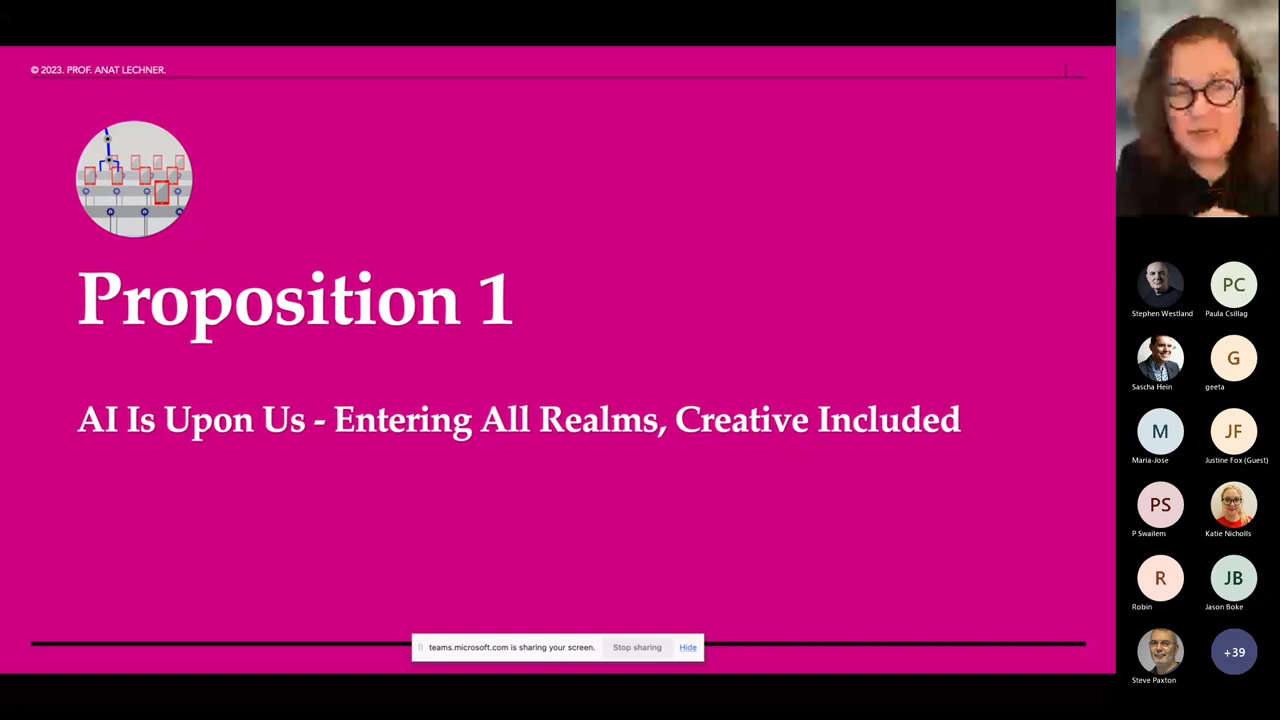 © 2023. PROF. ANAT LECHNER.
Proposition 1
AI Is Upon Us - Entering All Realms, Creative Included
teams.microsoft.com is sharing your screen.
Stop sharing
Hide
Stephen Westland
PC
Paula Csillag
Sascha Hein
G
geeta
M
Maria-Jose
JF
Justine Fox (Guest)
PS
P Swailem
Katie Nicholls
R
Robin
JB
Jason Boke
Steve Paxton
+39